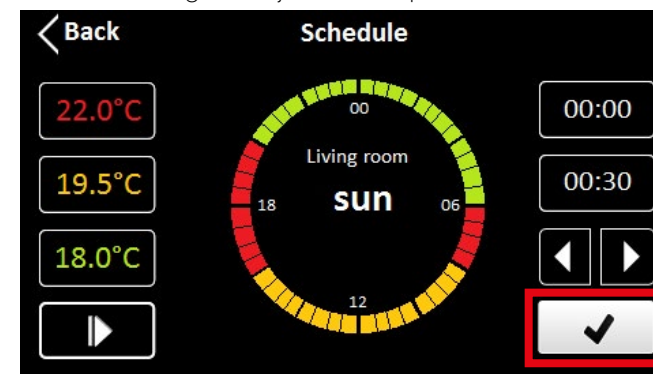 Back
Schedule
22.0°C
19.5°C
18.0°C
00
Living room
sun
18
06
12
00:00
00:30